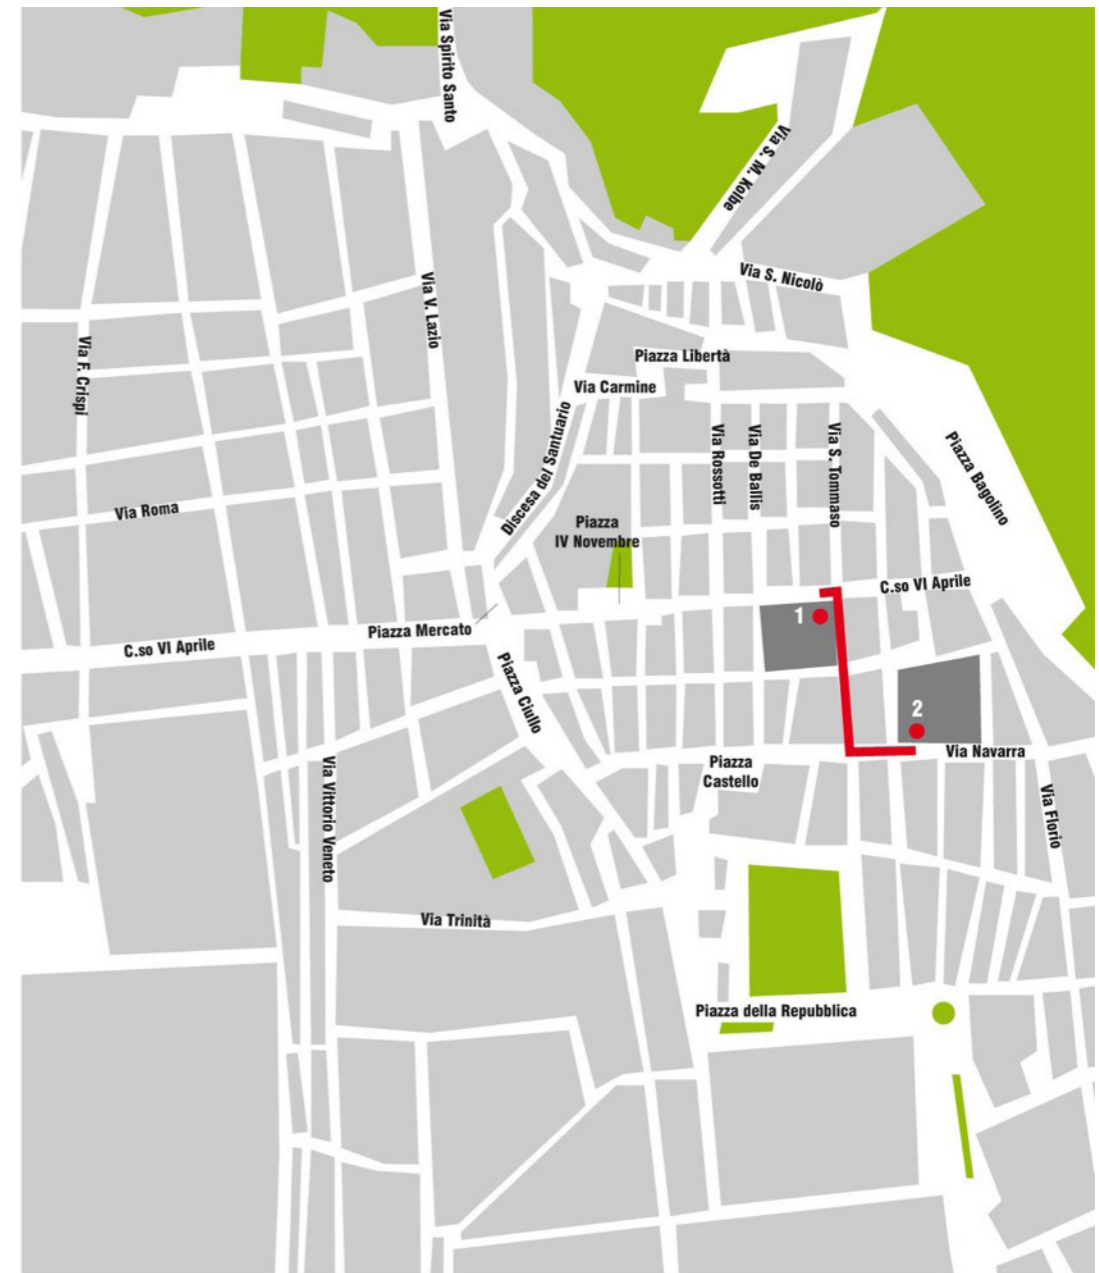 Via Spirito Santo
Via S. M. Kolbe
Via S. Nicolò
Via V. Lazio
Via F. Crispi
Piazza Libertà
Via Carmine
Discesa del Santuario
Via Rossotti
Via De Ballis
Via S. Tommaso
Piazza Bagolino
Via Roma
Piazza
IV Novembre
C.so VI Aprile
1
Piazza Mercato
C.so VI Aprile
Piazza Ciullo
2
Via Navarra
Piazza
Castello
Via Vittorio Veneto
Via Florio
Via Trinità
Piazza della Repubblica